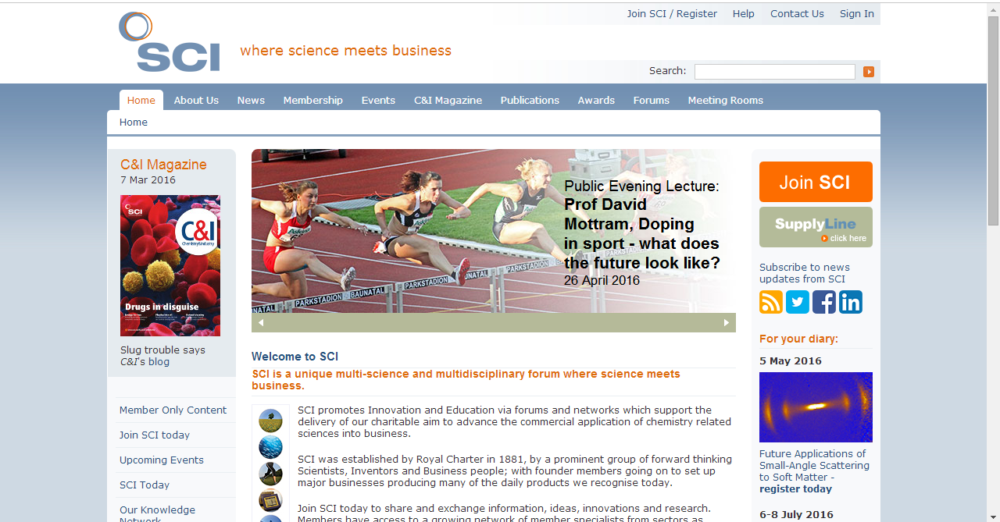 Join SCI / Register Help Contact Us Sign In
SCI
where science meets business
Search:
Home About Us News Membership Events C&I Magazine Publications Awards Forums Meeting Rooms
Home
C&I Magazine
7 Mar 2016
SCI
C&I
Chemistry&Industry
Drugs in disguise
Slug trouble says
C&I's blog
Member Only Content
Join SCI today
Upcoming Events
SCI Today
Our Knowledge
Network
Public Evening Lecture:
Prof David
Mottram, Doping
in sport - what does
the future look like?
26 April 2016
PARKSTADION BAUNATAL PARKSTADION BAUNATAL PARKSTADION
Welcome to SCI
SCI is a unique multi-science and multidisciplinary forum where science meets
business.
SCI promotes Innovation and Education via forums and networks which support the
delivery of our charitable aim to advance the commercial application of chemistry related
sciences into business.
SCI was established by Royal Charter in 1881, by a prominent group of forward thinking
Scientists, Inventors and Business people; with founder members going on to set up
major businesses producing many of the daily products we recognise today.
Join SCI today to share and exchange information, ideas, innovations and research.
Members have access to a growing network of member specialists from sectors as
Join SCI
SupplyLine
click here
Subscribe to news
updates from SCI
For your diary:
5 May 2016
Future Applications of
Small-Angle Scattering
to Soft Matter -
register today
6-8 July 2016